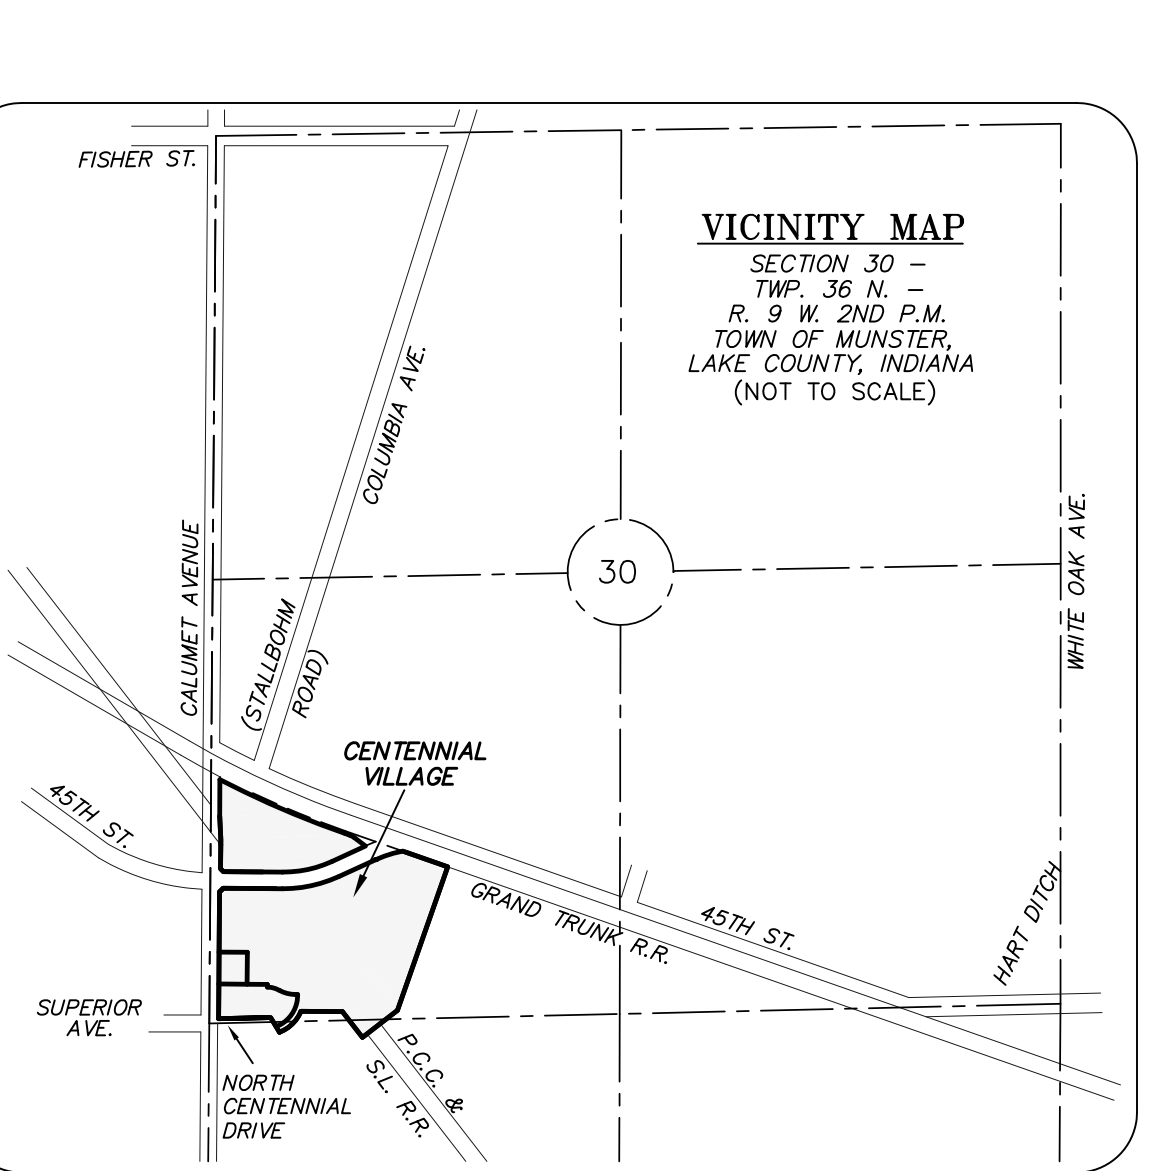 FISHER ST.
VICINITY MAP
SECTION 30 –
TWP. 36 N. –
R. 9 W. 2ND P.M.
TOWN OF MUNSTER,
LAKE COUNTY, INDIANA
(NOT TO SCALE)
COLUMBIA AVE.
CALUMET AVENUE
30
WHITE OAK AVE.
(STALLBOHM
ROAD)
CENTENNIAL
VILLAGE
45TH ST.
GRAND TRUNK R.R.
45TH ST.
HART DITCH
SUPERIOR
AVE.
P.C.C. &
S.L. R.R.
NORTH
CENTENNIAL
DRIVE